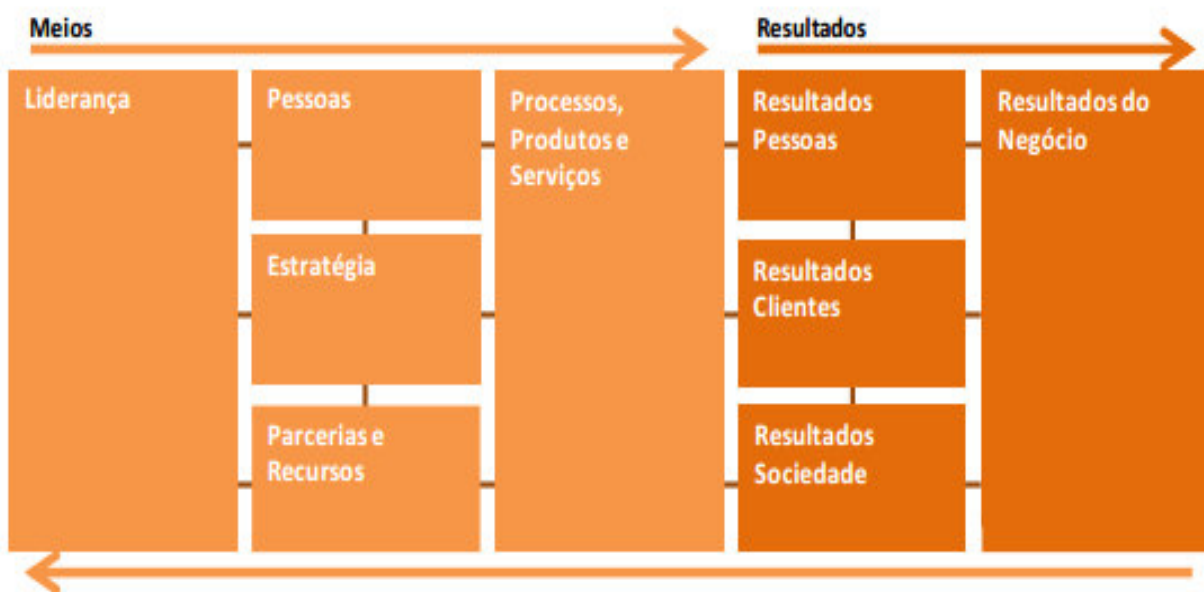 Meios
Resultados
Liderança
Pessoas
Processos,
Produtos e
Serviços
Resultados
Pessoas
Resultados do
Negócio
Estratégia
Resultados
Clientes
Parcerias e
Recursos
Resultados
Sociedade